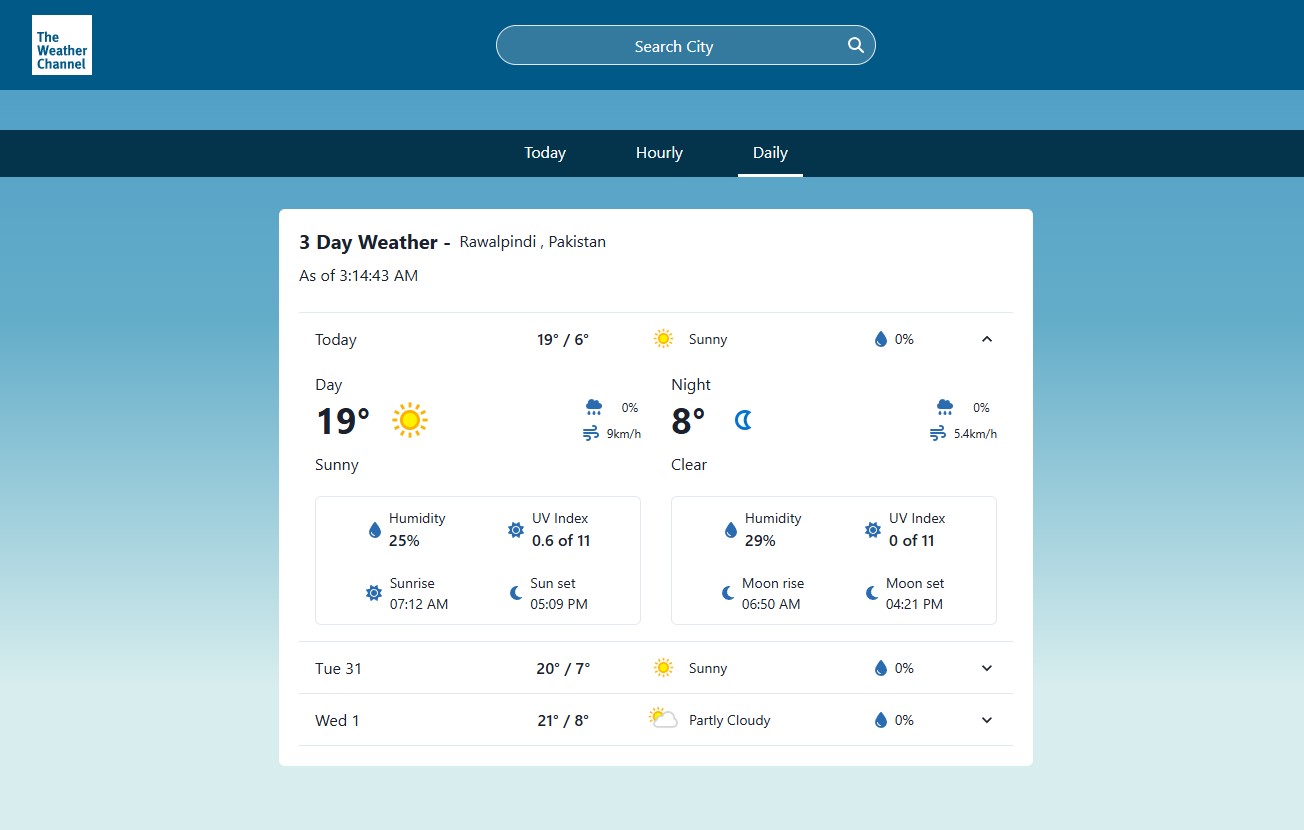 The
Weather
Channel
Search City
Today Hourly Daily
3 Day Weather - Rawalpindi , Pakistan
As of 3:14:43 AM
Today 19° / 6° Sunny 0%
Day
19°
0%
9km/h
Sunny
Humidity
25%
UV Index
0.6 of 11
Sunrise
07:12 AM
Sun set
05:09 PM
Night
8°
0%
5.4km/h
Clear
Humidity
29%
UV Index
0 of 11
Moon rise
06:50 AM
Moon set
04:21 PM
Tue 31 20° / 7° Sunny 0%
Wed 1 21° / 8° Partly Cloudy 0%